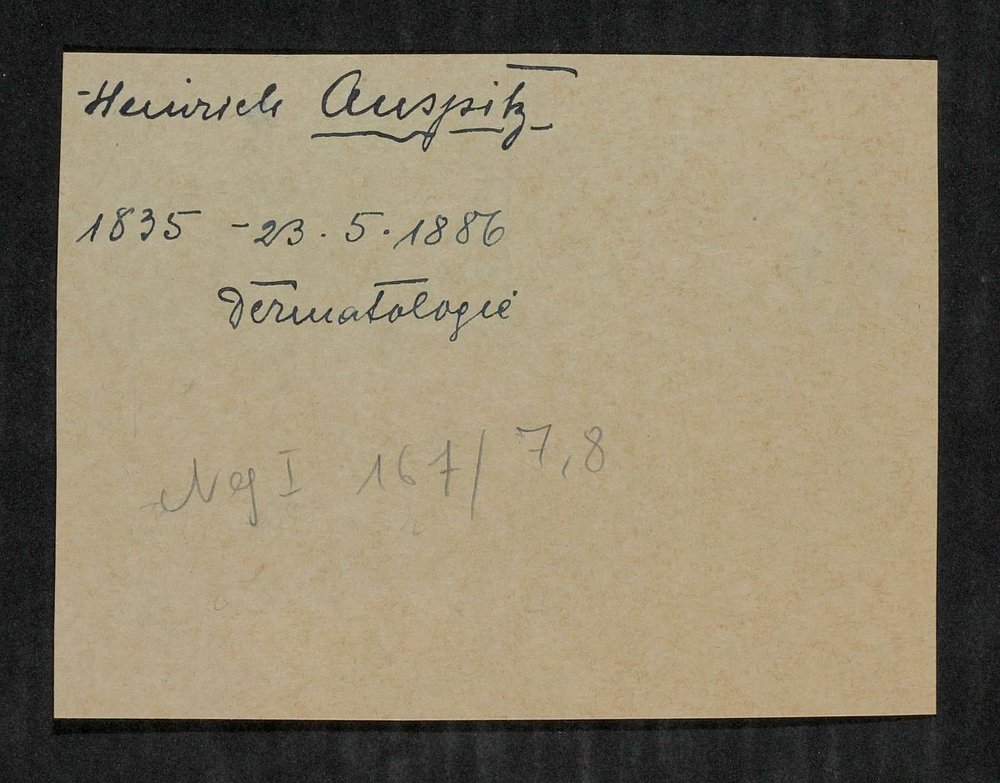 Heinrich Auspitz
1835 - 23. 5. 1886
Dermatologie
Neg I 167/7,8